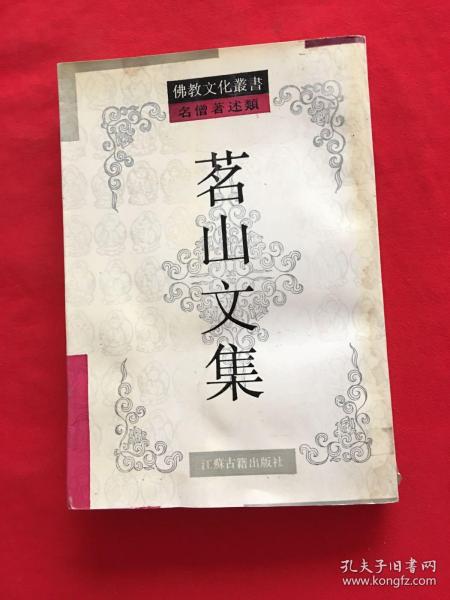 佛教文化叢書
名僧著述類
茗山文集
江蘇古籍出版社
孔夫子旧书网
www.kongfz.com